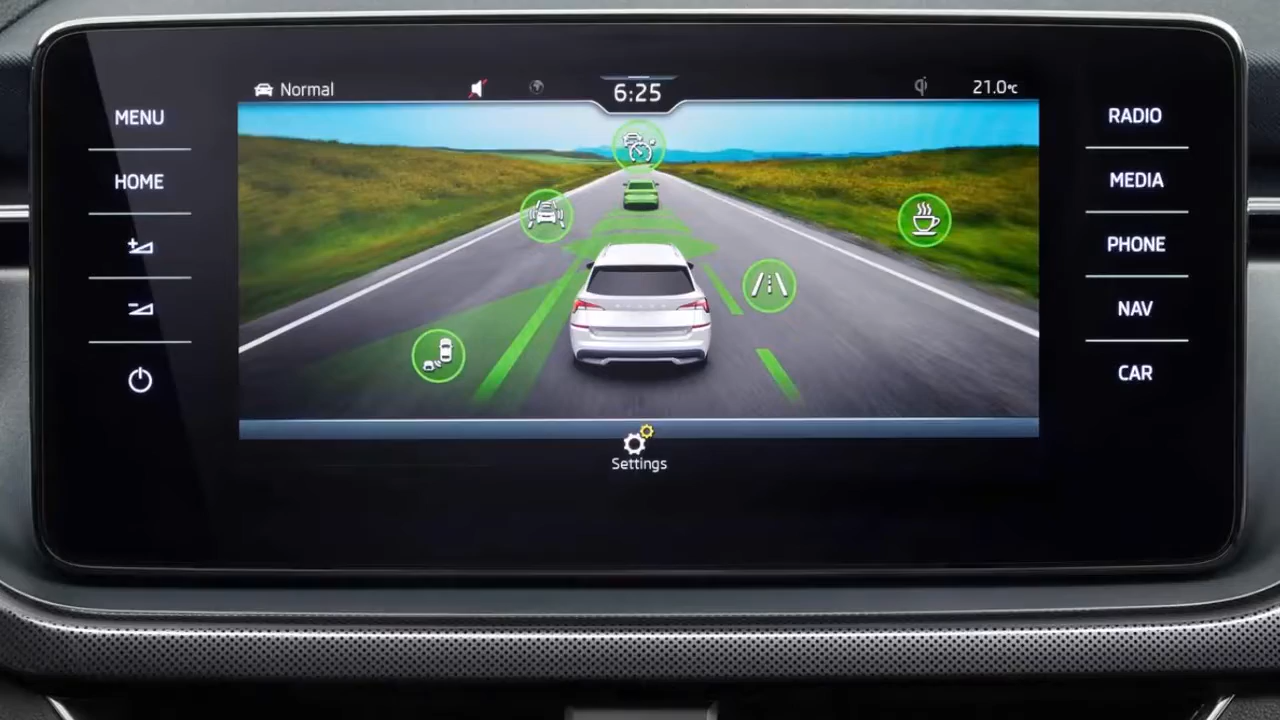 Normal
6:25
21.0°C
MENU
HOME
RADIO
MEDIA
PHONE
NAV
CAR
Settings